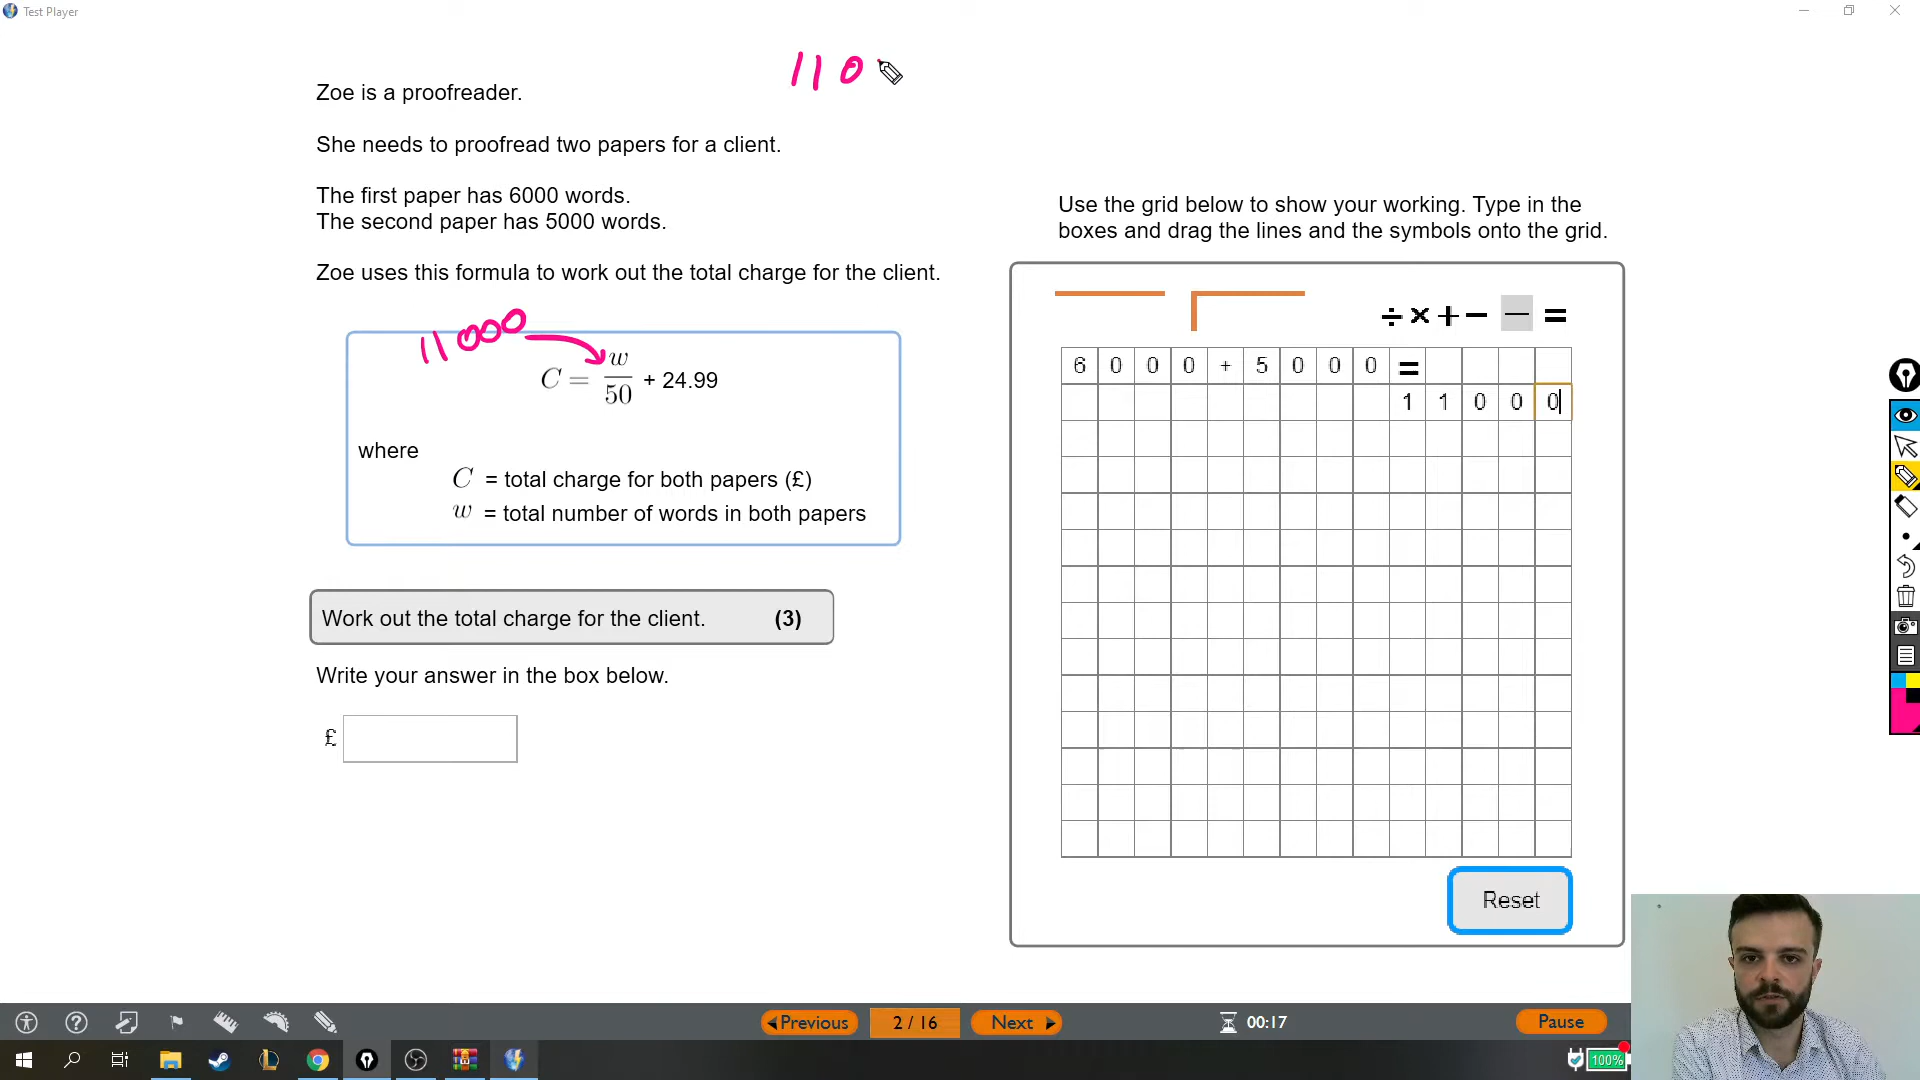 Test Player
110
Zoe is a proofreader.
She needs to proofread two papers for a client.
The first paper has 6000 words.
The second paper has 5000 words.
Zoe uses this formula to work out the total charge for the client.
11000
C = w/50 + 24.99
where
C = total charge for both papers (£)
w = total number of words in both papers
Work out the total charge for the client. (3)
Write your answer in the box below.
£
Use the grid below to show your working. Type in the
boxes and drag the lines and the symbols onto the grid.
÷ × + − — =
6 0 0 0 + 5 0 0 0 =
1 1 0 0 0
Reset
Previous
2 / 16
Next
00:17
Pause
100%